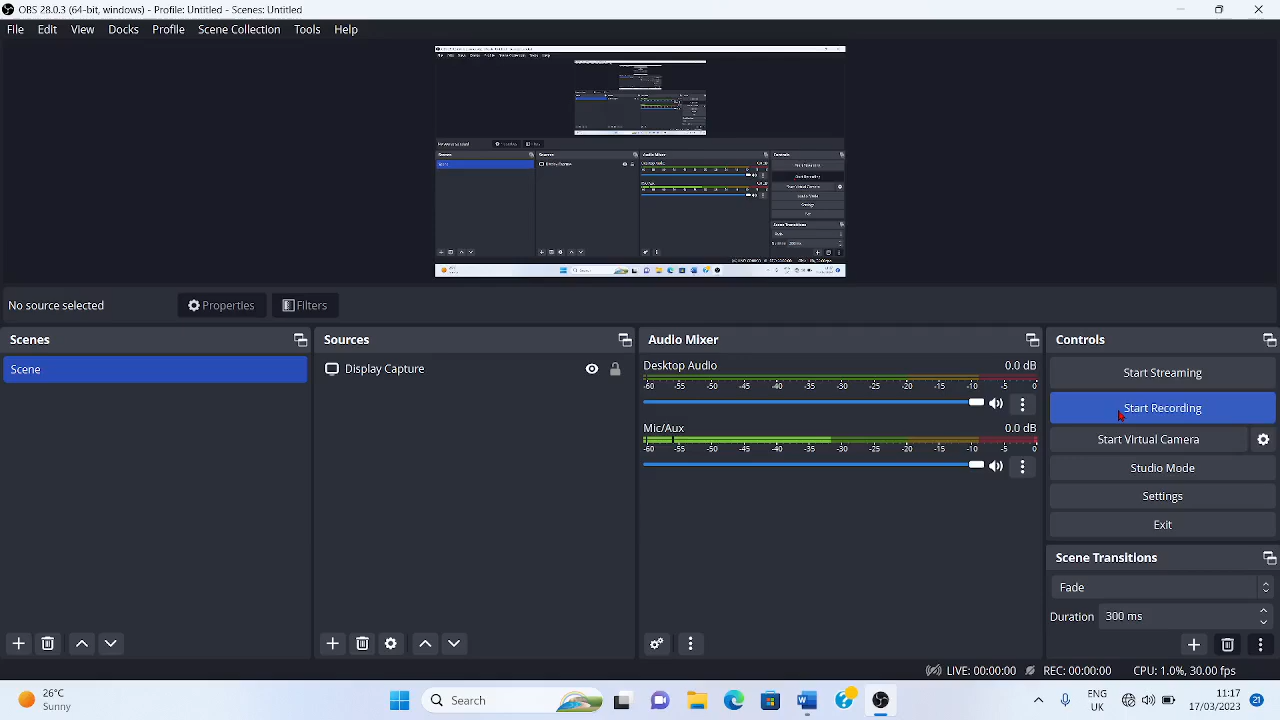 OBS 28.0.3 (64-bit, windows) - Profile: Untitled - Scenes: Untitled
File Edit View Docks Profile Scene Collection Tools Help
No source selected Properties Filters
Scenes
Scene
Sources
Display Capture
Audio Mixer
Desktop Audio 0.0 dB
-60 -55 -50 -45 -40 -35 -30 -25 -20 -15 -10 -5 0
Mic/Aux 0.0 dB
-60 -55 -50 -45 -40 -35 -30 -25 -20 -15 -10 -5 0
Controls
Start Streaming
Start Recording
Start Virtual Camera
Studio Mode
Settings
Exit
Scene Transitions
Fade
Duration 300 ms
LIVE: 00:00:00 REC: 00:00:00 CPU: 1.0%, 30.00 fps
26°C
Sunny
Search
ENG
UK
11:17
17/03/2023
21